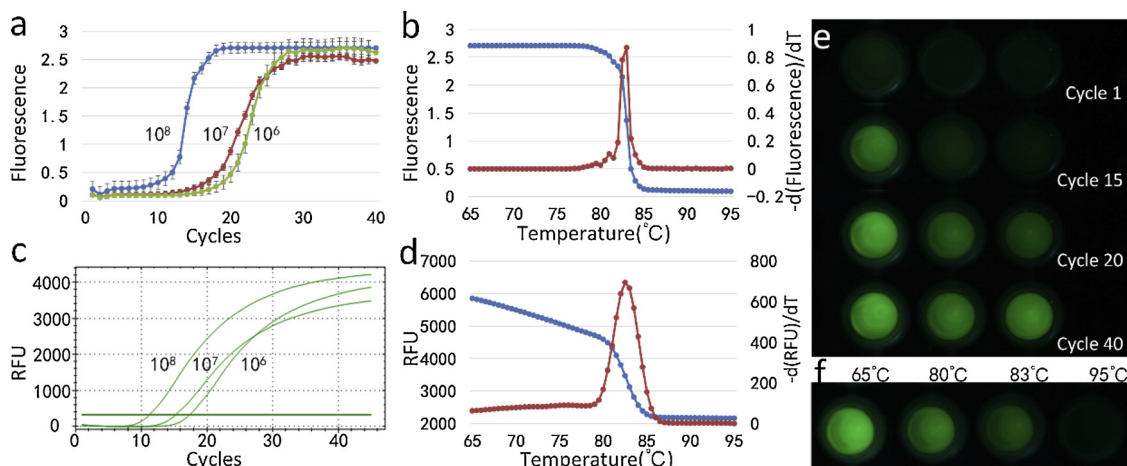 a
Fluorescence
3
2.5
2
1.5
1
0.5
0
10⁸
10⁷
10⁶
0
10
20
30
40
Cycles
b
Fluorescence
3
2.5
2
1.5
1
0.5
0
1
0.8
0.6
0.4
0.2
0
−0.2
-d(Fluorescence)/dT
65
70
75
80
85
90
95
Temperature(°C)
c
RFU
4000
3000
2000
1000
0
10⁸
10⁷
10⁶
0
10
20
30
40
Cycles
d
RFU
7000
6000
5000
4000
3000
2000
800
600
400
200
0
-d(RFU)/dT
65
70
75
80
85
90
95
Temperature(°C)
e
Cycle 1
Cycle 15
Cycle 20
Cycle 40
f
65°C
80°C
83°C
95°C